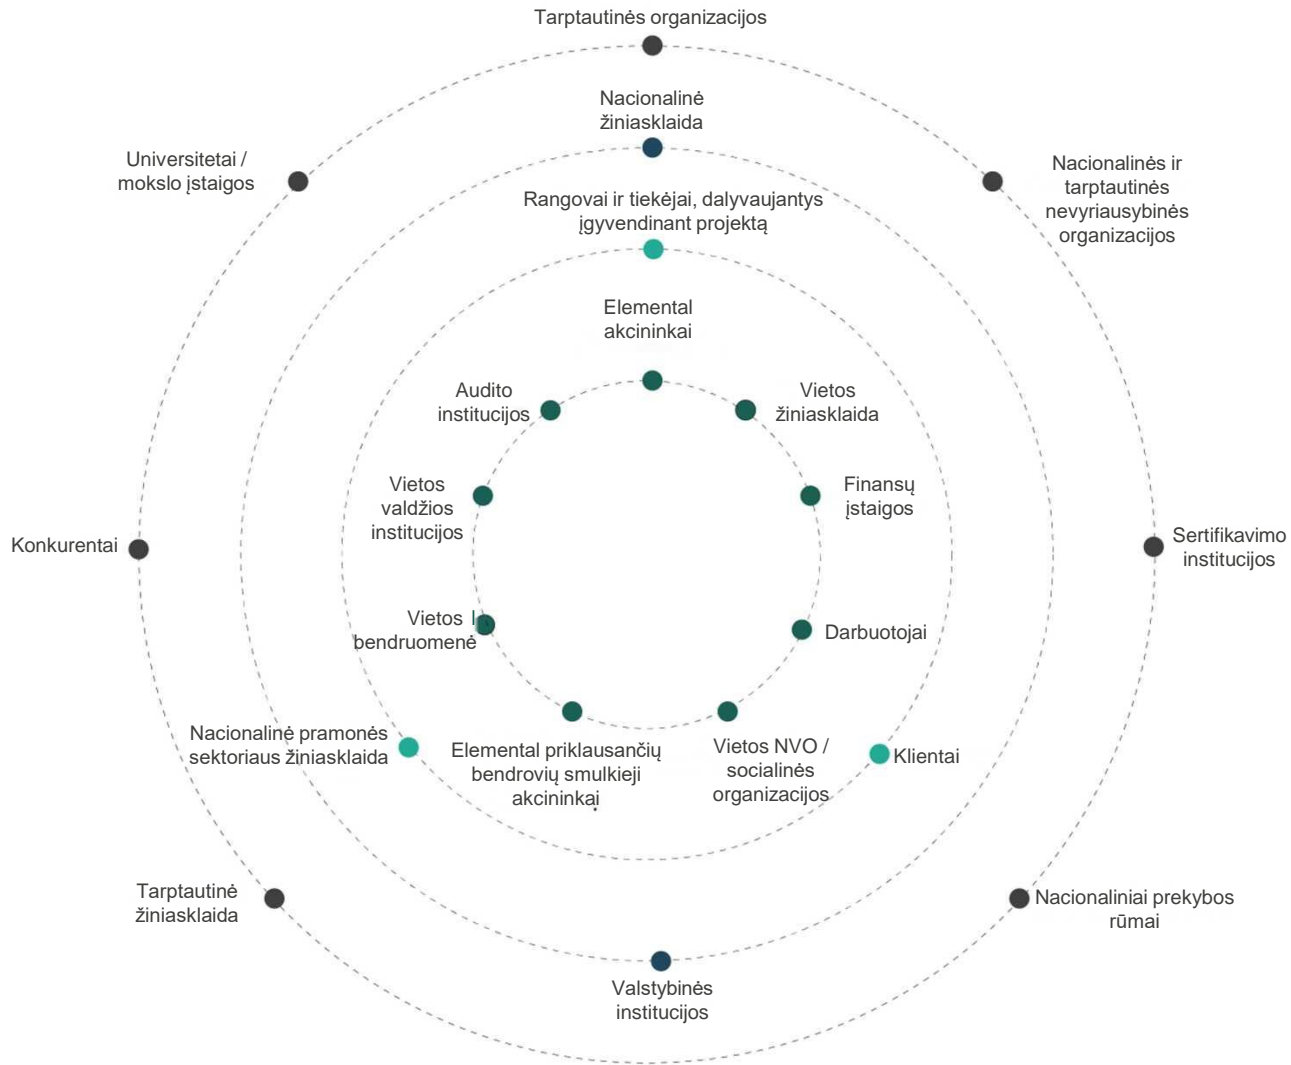 Tarptautinės organizacijos
Nacionalinė
žiniasklaida
Universitetai /
mokslo įstaigos
Nacionalinės ir
tarptautinės
nevyriausybinės
organizacijos
Rangovai ir tiekėjai, dalyvaujantys
įgyvendinant projektą
Elemental
akcininkai
Audito
institucijos
Vietos
žiniasklaida
Vietos
valdžios
institucijos
Finansų
įstaigos
Konkurentai
Sertifikavimo
institucijos
Vietos
bendruomenė
Darbuotojai
Nacionalinė pramonės
sektoriaus žiniasklaida
Elemental priklausančių
bendrovių smulkieji
akcininkai
Vietos NVO /
socialinės
organizacijos
Klientai
Tarptautinė
žiniasklaida
Nacionaliniai prekybos
rūmai
Valstybinės
institucijos